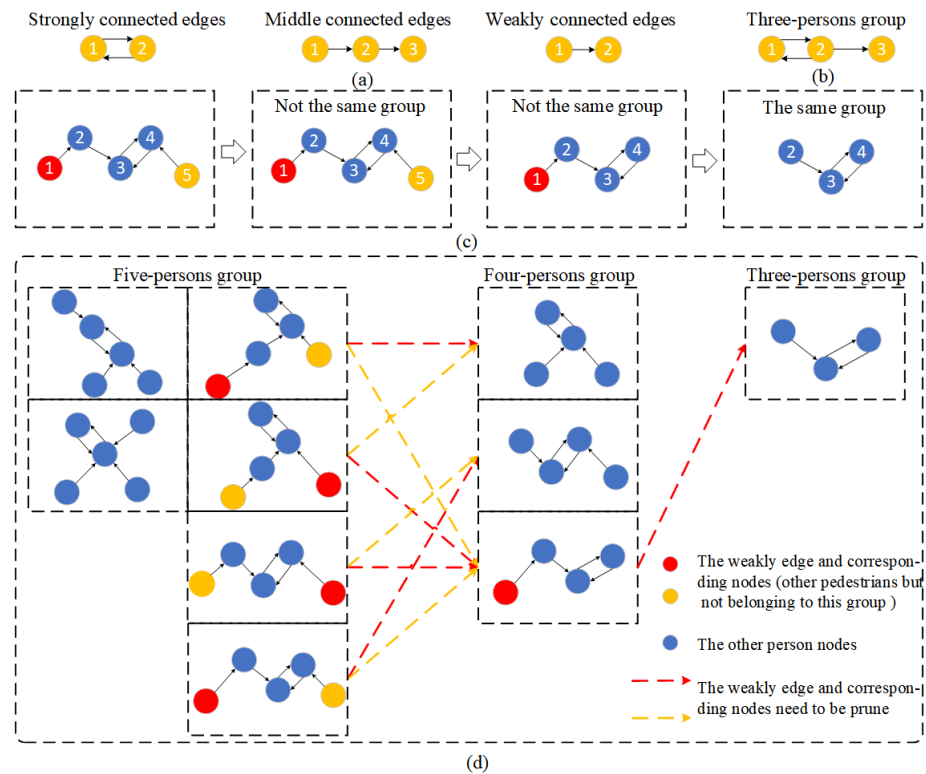 Strongly connected edges
Middle connected edges
Weakly connected edges
Three-persons group
1 2
1 2 3
1 2
1 2 3
(a)
(b)
Not the same group
Not the same group
The same group
1 2 3 4 5
1 2 3 4 5
1 2 3 4
2 3 4
(c)
Five-persons group
Four-persons group
Three-persons group
The weakly edge and correspon-
ding nodes (other pedestrians but
not belonging to this group )
The other person nodes
The weakly edge and correspon-
ding nodes need to be prune
(d)